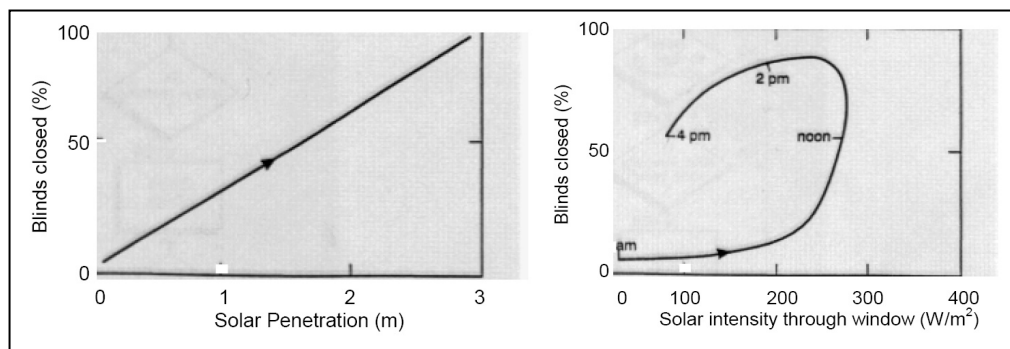 100
50
0
Blinds closed (%)
0
1
2
3
Solar Penetration (m)
100
50
0
Blinds closed (%)
2 pm
4 pm
noon
am
0
100
200
300
400
Solar intensity through window (W/m²)